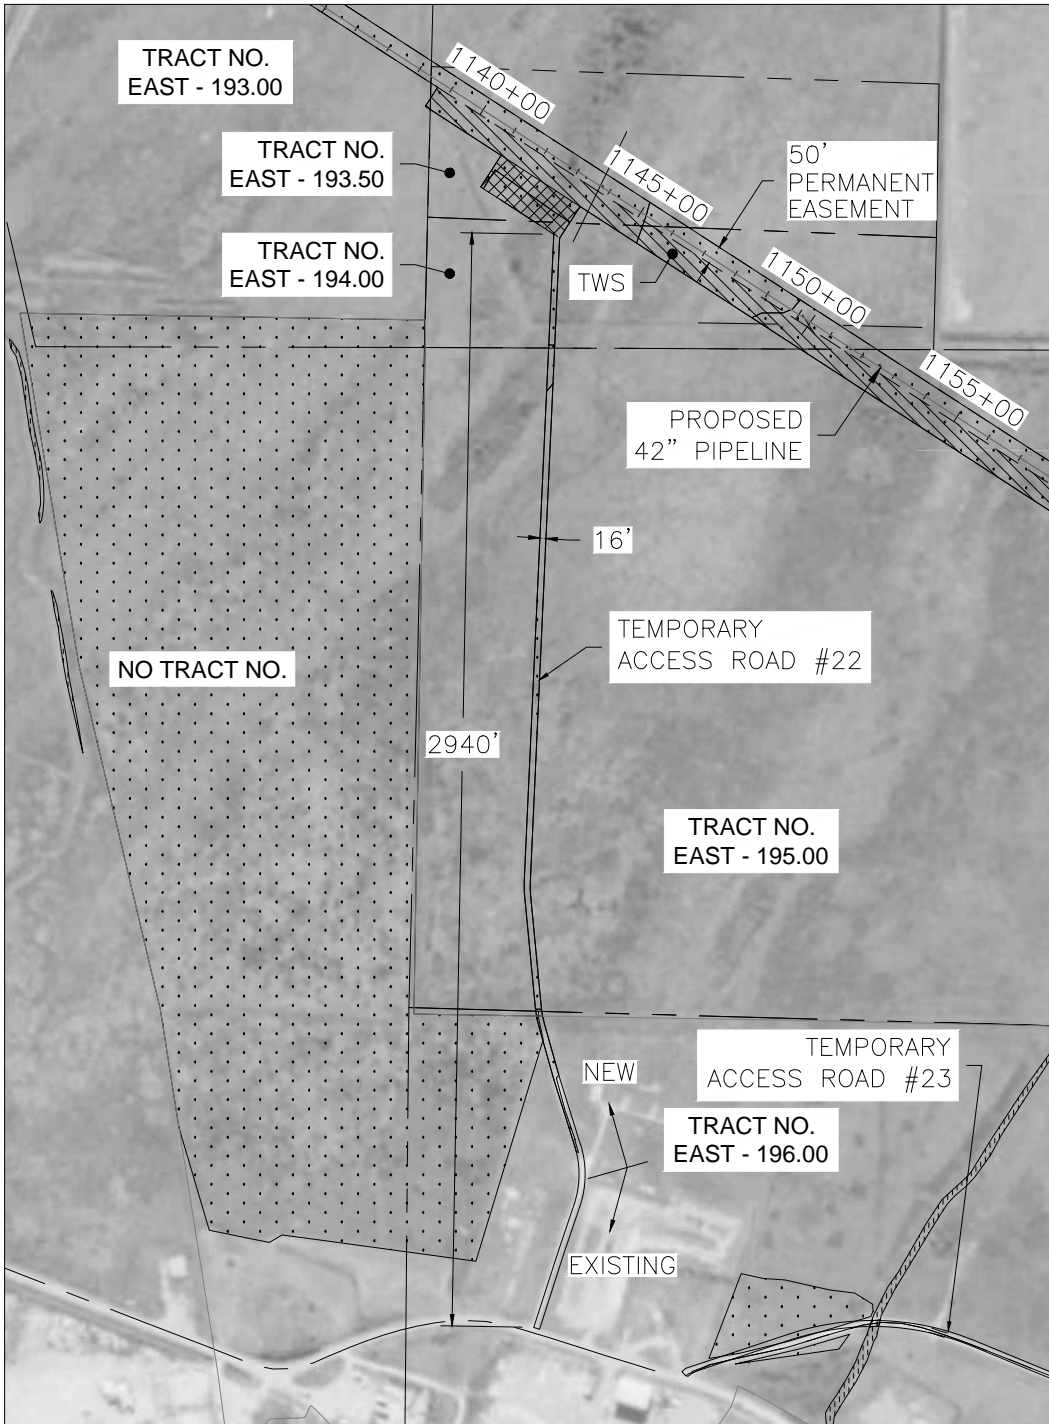 TRACT NO.
EAST - 193.00
1140+00
TRACT NO.
EAST - 193.50
1145+00
50'
PERMANENT
EASEMENT
TRACT NO.
EAST - 194.00
TWS
1150+00
1155+00
PROPOSED
42" PIPELINE
16'
TEMPORARY
ACCESS ROAD #22
NO TRACT NO.
2940'
TRACT NO.
EAST - 195.00
TEMPORARY
ACCESS ROAD #23
NEW
TRACT NO.
EAST - 196.00
EXISTING